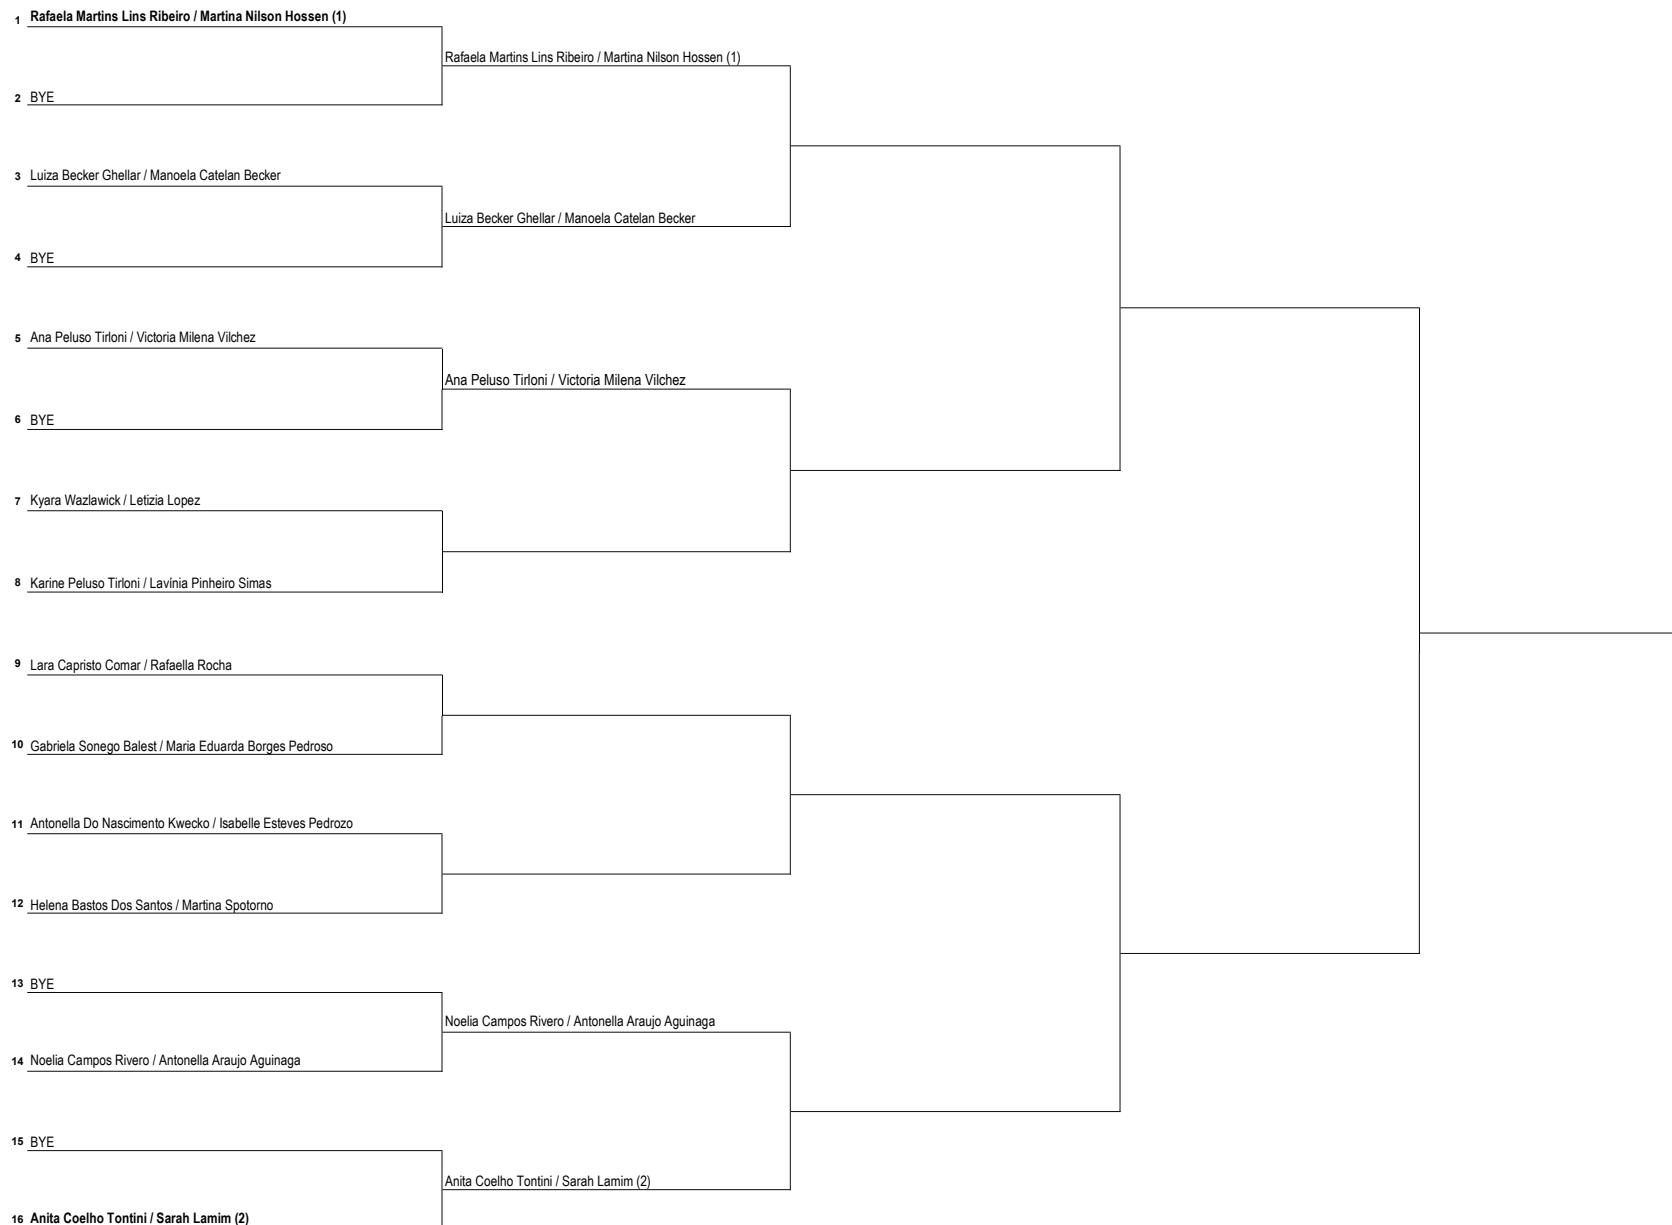 1 Rafaela Martins Lins Ribeiro / Martina Nilson Hossen (1)
Rafaela Martins Lins Ribeiro / Martina Nilson Hossen (1)
2 BYE
3 Luiza Becker Ghellar / Manoela Catelan Becker
Luiza Becker Ghellar / Manoela Catelan Becker
4 BYE
5 Ana Peluso Tirloni / Victoria Milena Vilchez
Ana Peluso Tirloni / Victoria Milena Vilchez
6 BYE
7 Kyara Wazlawick / Letizia Lopez
8 Karine Peluso Tirloni / Lavínia Pinheiro Simas
9 Lara Capristo Comar / Rafaella Rocha
10 Gabriela Sonego Balest / Maria Eduarda Borges Pedroso
11 Antonella Do Nascimento Kwecko / Isabelle Esteves Pedrozo
12 Helena Bastos Dos Santos / Martina Spotorno
13 BYE
Noelia Campos Rivero / Antonella Araujo Aguinaga
14 Noelia Campos Rivero / Antonella Araujo Aguinaga
15 BYE
Anita Coelho Tontini / Sarah Lamim (2)
16 Anita Coelho Tontini / Sarah Lamim (2)